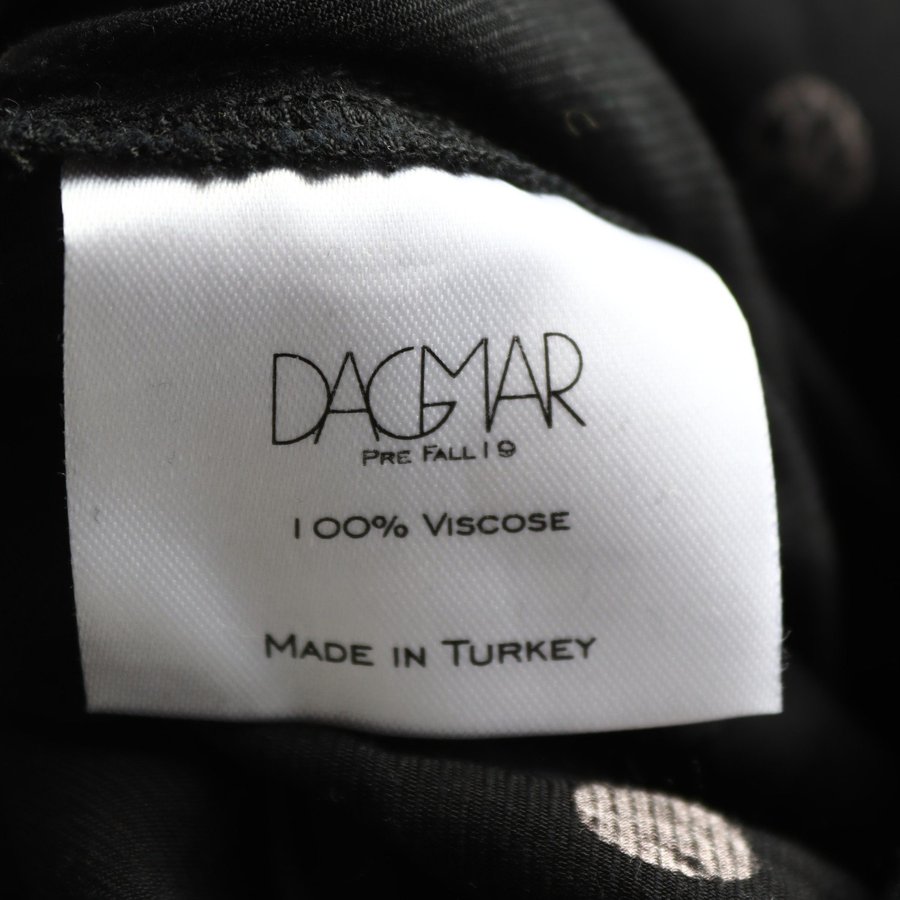 DAGMAR
PRE FALL 19
100% VISCOSE
MADE IN TURKEY